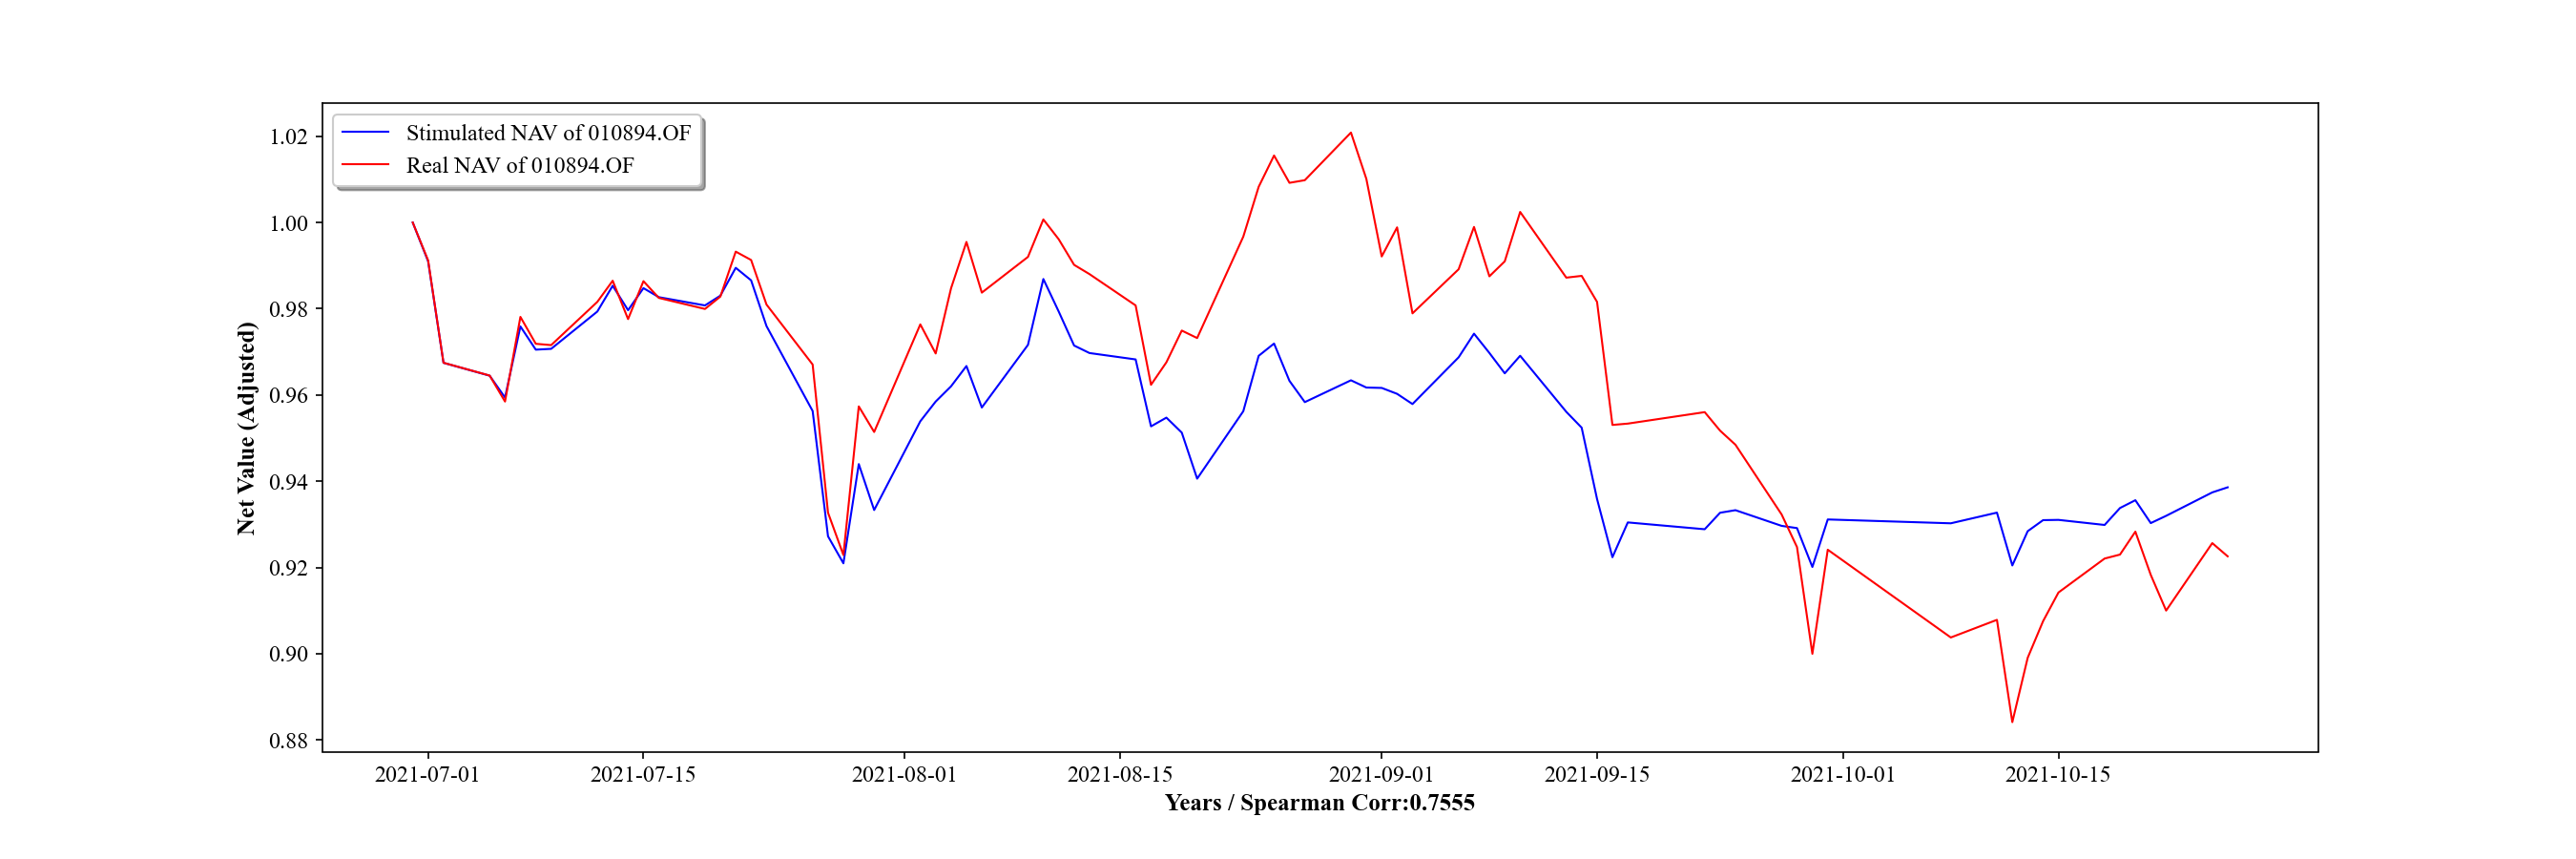 Stimulated NAV of 010894.OF
Real NAV of 010894.OF
Net Value (Adjusted)
1.02
1.00
0.98
0.96
0.94
0.92
0.90
0.88
2021-07-01 2021-07-15 2021-08-01 2021-08-15 2021-09-01 2021-09-15 2021-10-01 2021-10-15
Years / Spearman Corr:0.7555